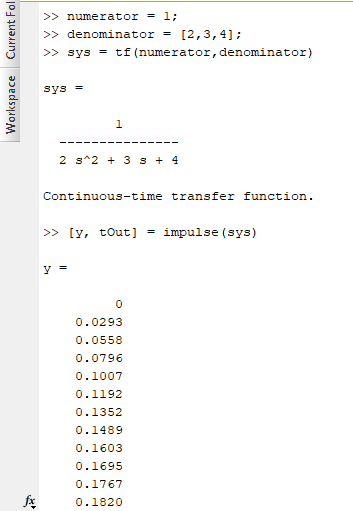 Current Fol
Workspace
>> numerator = 1;
>> denominator = [2,3,4];
>> sys = tf(numerator,denominator)
sys =
1
---------------
2 s^2 + 3 s + 4
Continuous-time transfer function.
>> [y, tOut] = impulse(sys)
y =
0
0.0293
0.0558
0.0796
0.1007
0.1192
0.1352
0.1489
0.1603
0.1695
0.1767
fx 0.1820